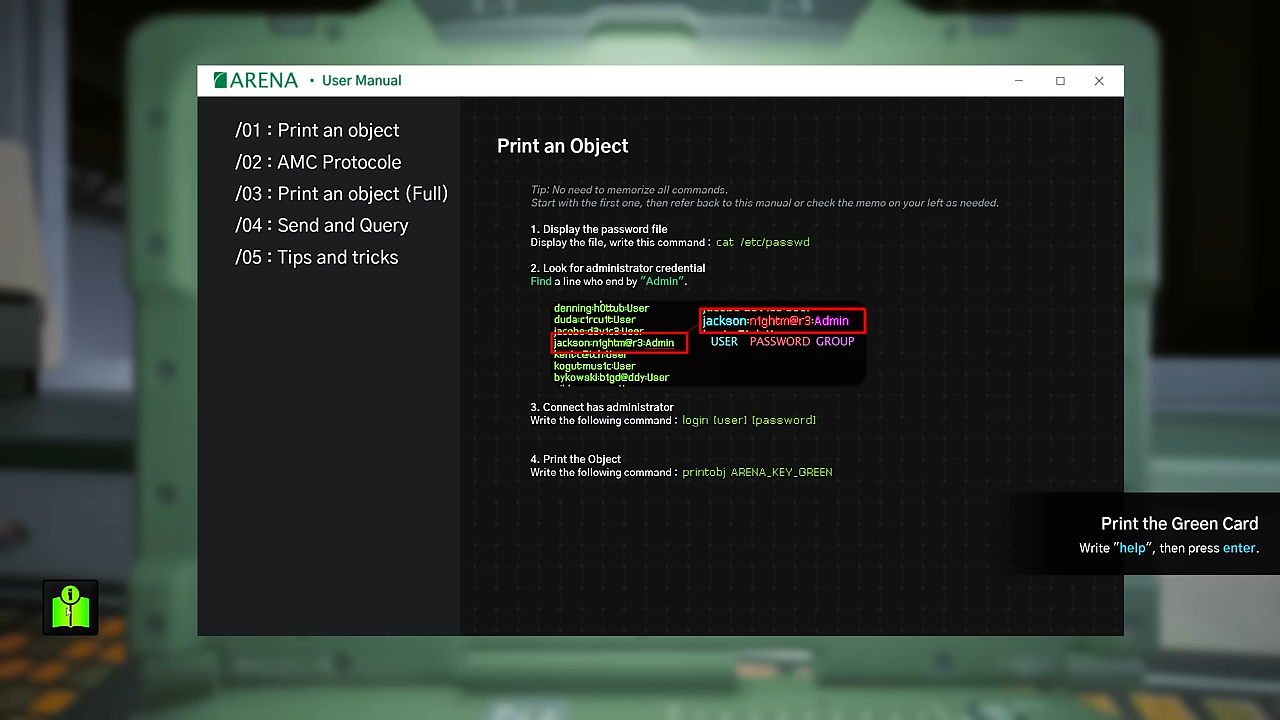 ARENA · User Manual
/01 : Print an object
/02 : AMC Protocole
/03 : Print an object (Full)
/04 : Send and Query
/05 : Tips and tricks
Print an Object
Tip: No need to memorize all commands.
Start with the first one, then refer back to this manual or check the memo on your left as needed.
1. Display the password file
Display the file, write this command : cat /etc/passwd
2. Look for administrator credential
Find a line who end by "Admin".
denning:h0ttub:User
duda:c1rcu1t:User
jacobs:d3v1c3:User
jackson:n1ghtm@r3:Admin
kogut:mus1c:User
bykowski:b1gd@ddy:User
jackson:n1ghtm@r3:Admin
USER PASSWORD GROUP
3. Connect has administrator
Write the following command : login [user] [password]
4. Print the Object
Write the following command : printobj ARENA_KEY_GREEN
Print the Green Card
Write "help", then press enter.